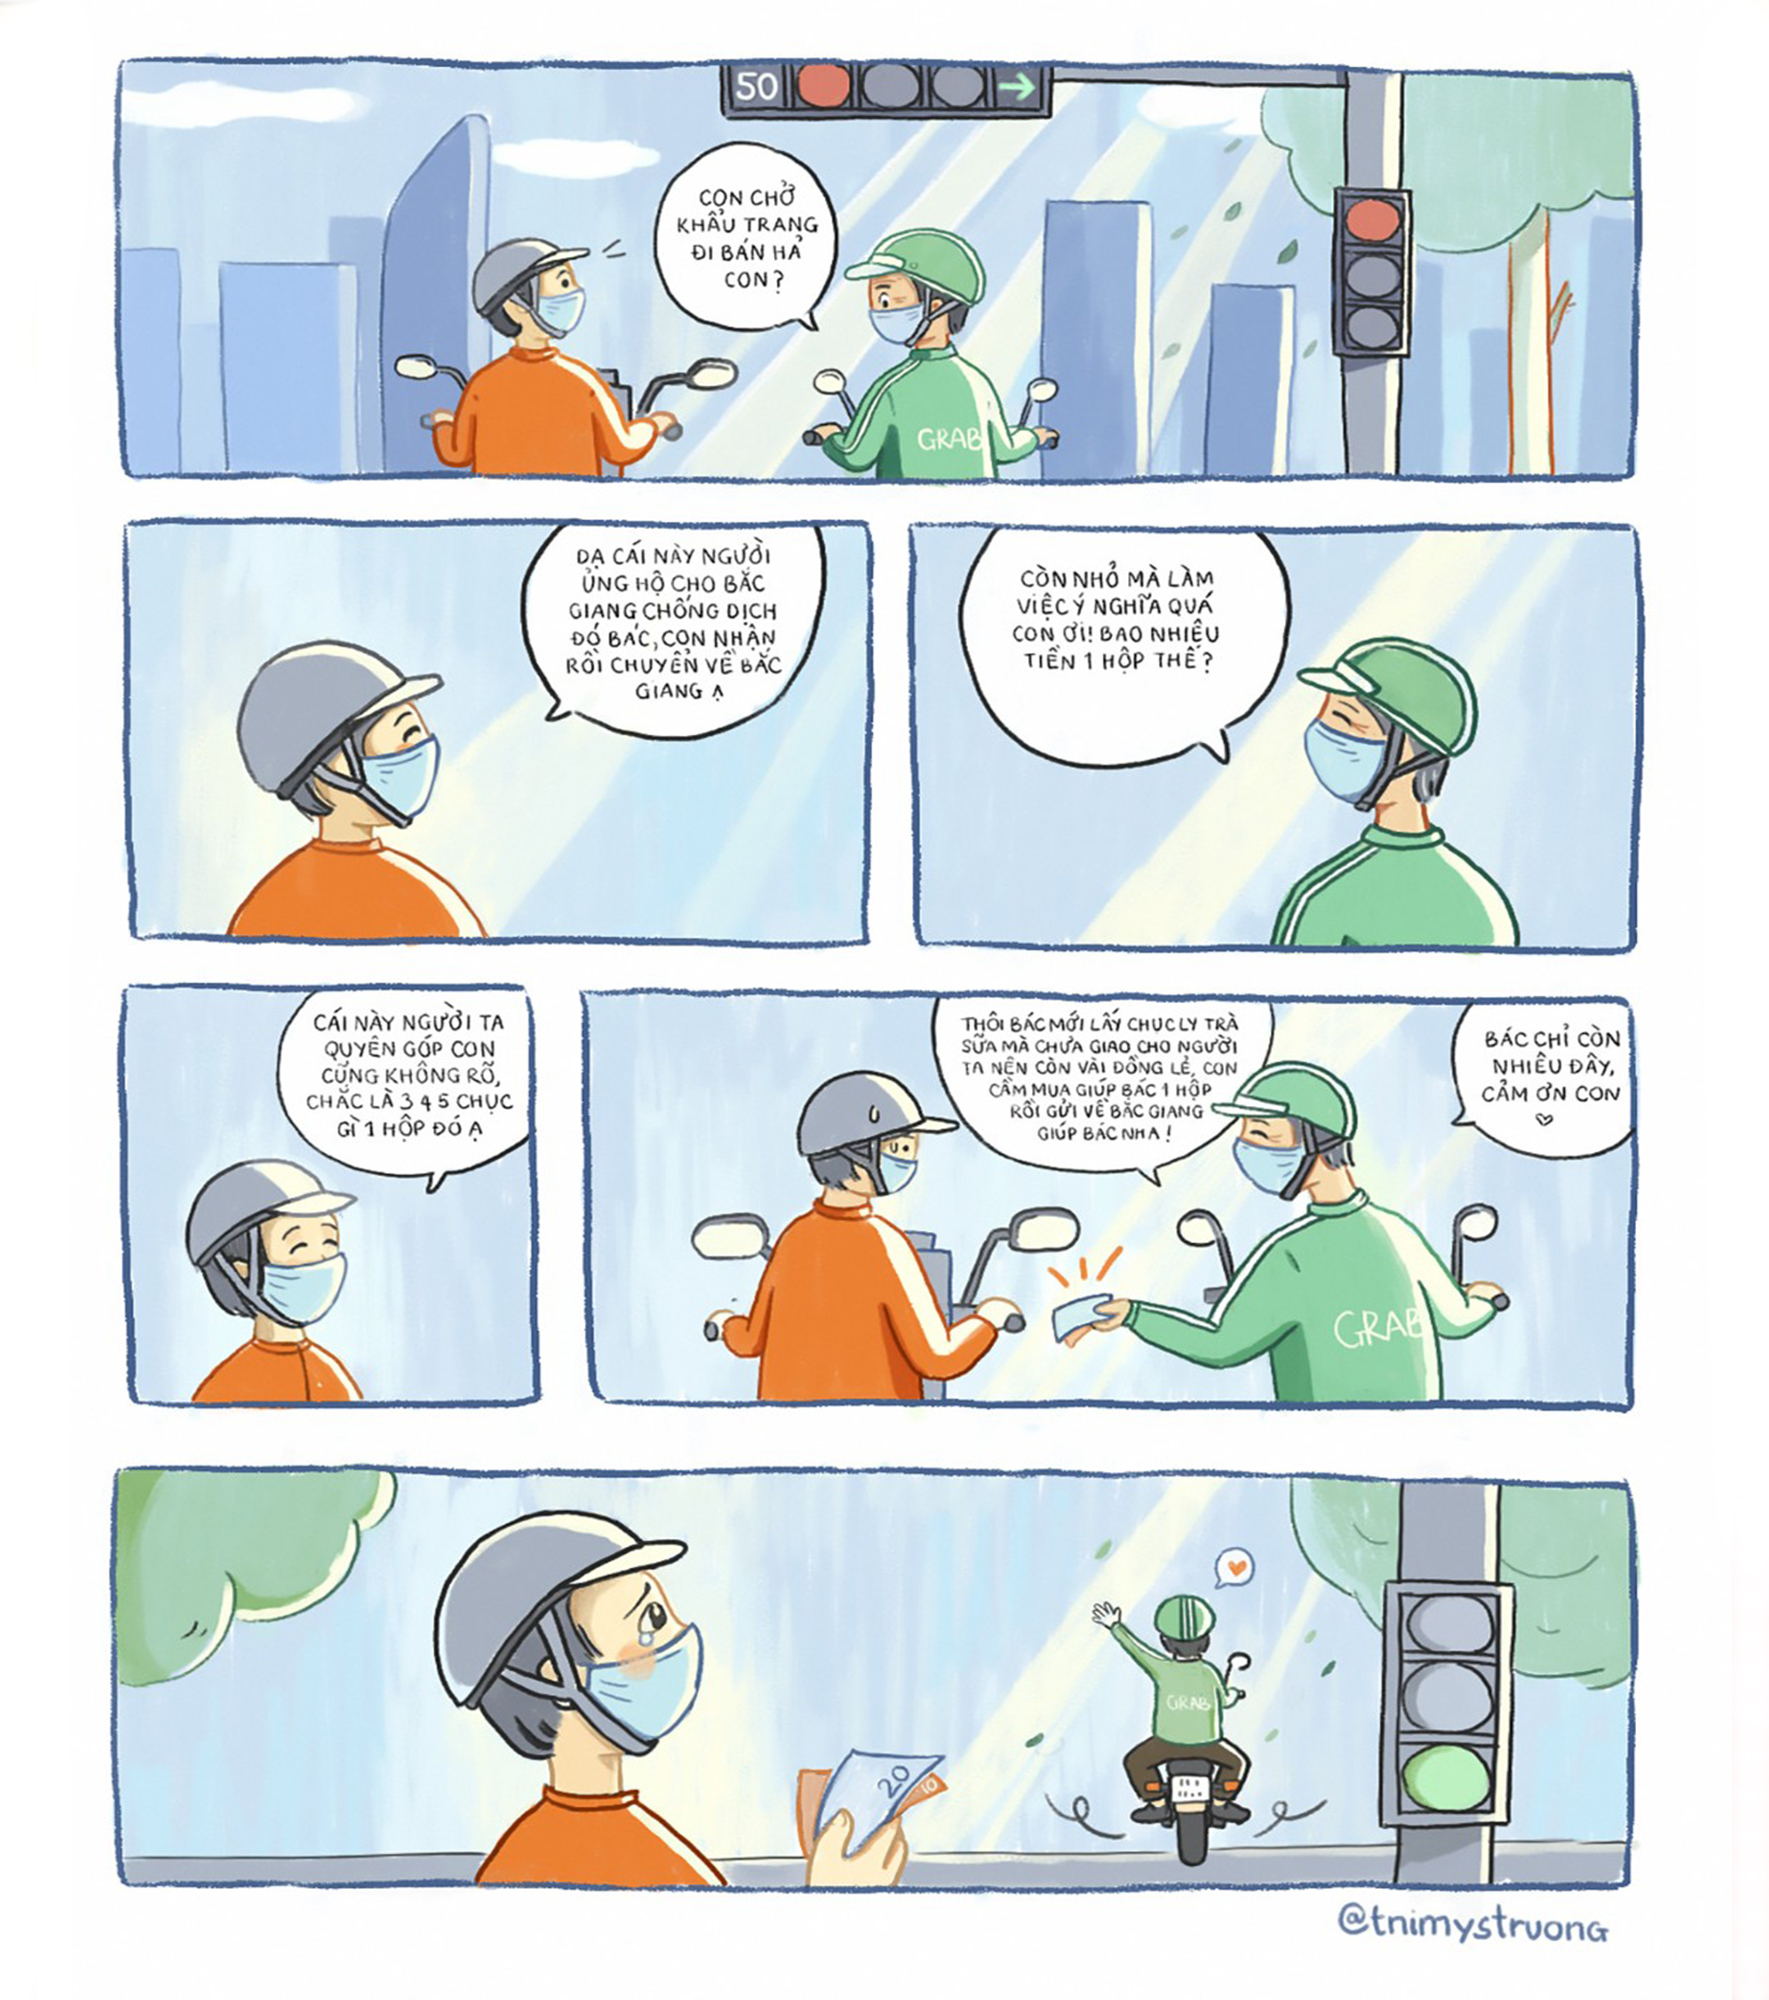 50
CON CHỞ
KHẨU TRANG
ĐI BÁN HẢ
CON?
GRAB
DẠ CÁI NÀY NGƯỜI
ỦNG HỘ CHO BẮC
GIANG CHỐNG DỊCH
ĐÓ BÁC, CON NHẬN
RỒI CHUYỂN VỀ BẮC
GIANG Ạ
CÒN NHỎ MÀ LÀM
VIỆC Ý NGHĨA QUÁ
CON ƠI! BAO NHIÊU
TIỀN 1 HỘP THẾ?
CÁI NÀY NGƯỜI TA
QUYÊN GÓP CON
CŨNG KHÔNG RÕ,
CHẮC LÀ 3 4 5 CHỤC
GÌ 1 HỘP ĐÓ Ạ
THÔI BÁC MỚI LẤY CHỤC LY TRÀ
SỮA MÀ CHƯA GIAO CHO NGƯỜI
TA NÊN CÒN VÀI ĐỒNG LẺ, CON
CẦM MUA GIÚP BÁC 1 HỘP
RỒI GỬI VỀ BẮC GIANG
GIÚP BÁC NHA!
BÁC CHỈ CÒN
NHIÊU ĐÂY,
CẢM ƠN CON
♡
GRAB
GRAB
20
10
@tnimystruong